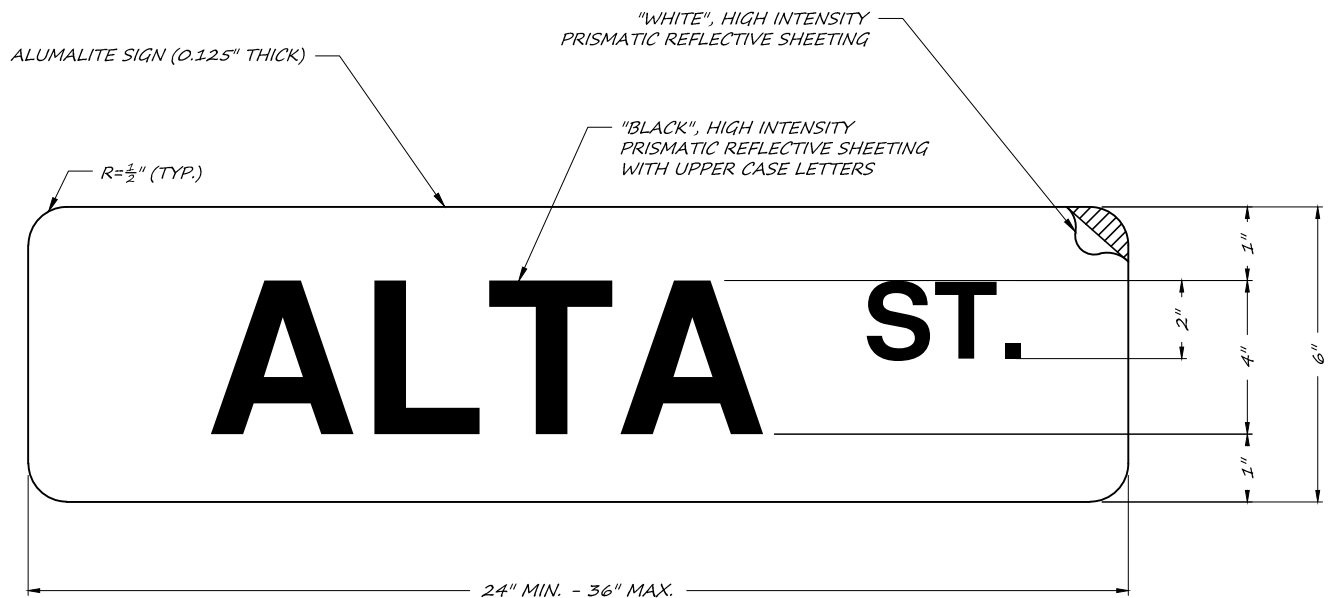 "WHITE", HIGH INTENSITY
PRISMATIC REFLECTIVE SHEETING
ALUMALITE SIGN (0.125" THICK)
"BLACK", HIGH INTENSITY
PRISMATIC REFLECTIVE SHEETING
WITH UPPER CASE LETTERS
R=½" (TYP.)
ALTA ST.
1"
2"
4"
6"
1"
24" MIN. - 36" MAX.